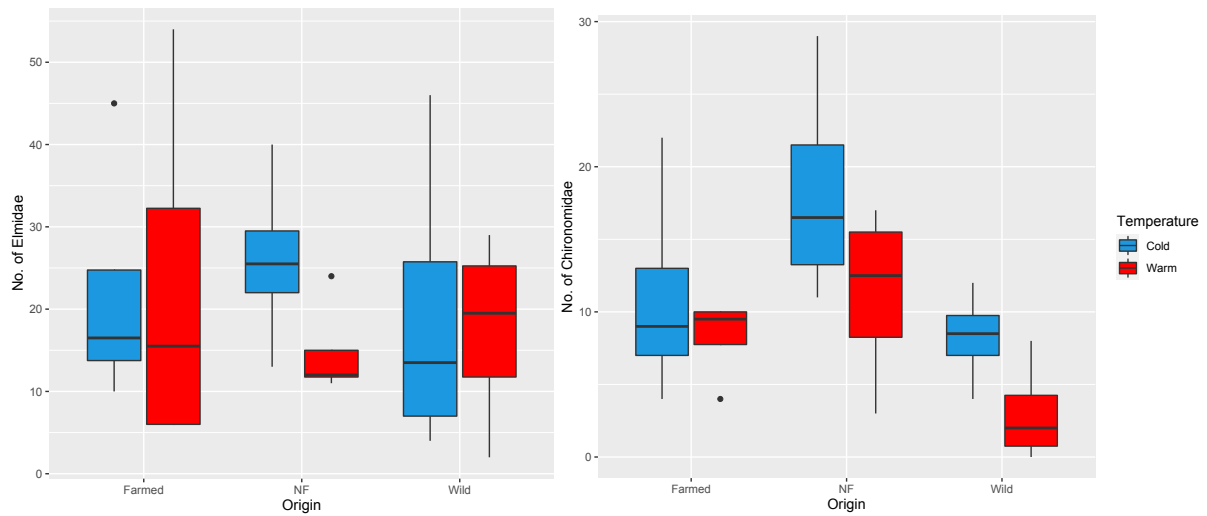 No. of Elmidae
50
40
30
20
10
0
Farmed NF Wild
Origin
No. of Chironomidae
30
20
10
0
Farmed NF Wild
Origin
Temperature
Cold
Warm